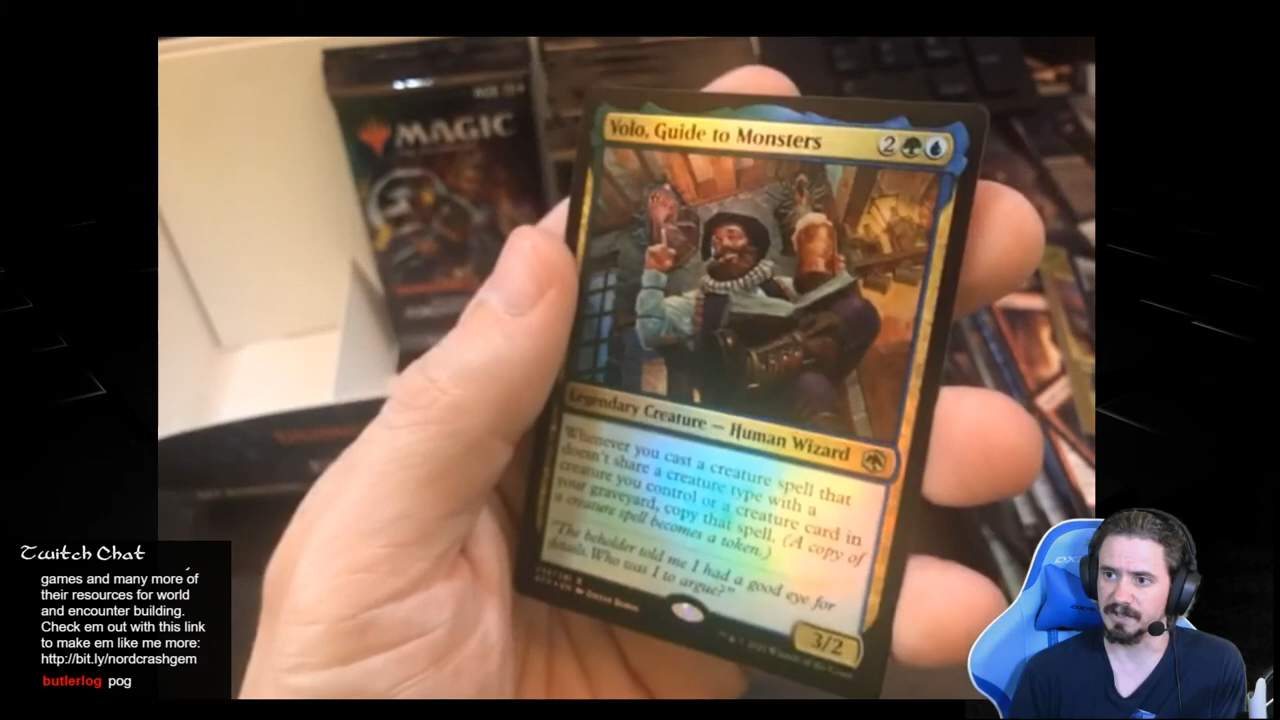 MAGIC
Volo, Guide to Monsters
2
Legendary Creature — Human Wizard
Whenever you cast a creature spell that
doesn't share a creature type with a
creature you control or a creature card in
your graveyard, copy that spell. (A copy of
a creature spell becomes a token.)
"The beholder told me I had a good eye for
details. Who was I to argue?"
3/2
Twitch Chat
games and many more of
their resources for world
and encounter building.
Check em out with this link
to make em like me more:
http://bit.ly/nordcrashgem
butlerlog pog